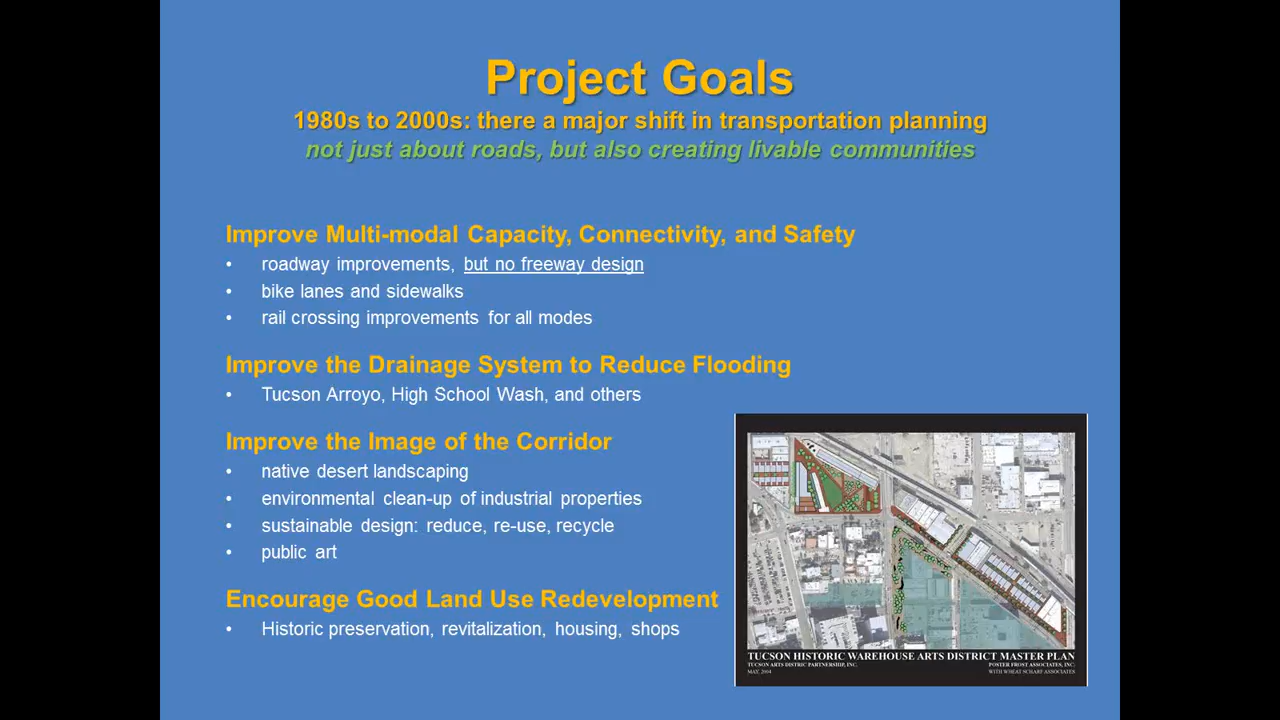 Project Goals
1980s to 2000s: there a major shift in transportation planning
not just about roads, but also creating livable communities
Improve Multi-modal Capacity, Connectivity, and Safety
• roadway improvements, but no freeway design
• bike lanes and sidewalks
• rail crossing improvements for all modes
Improve the Drainage System to Reduce Flooding
• Tucson Arroyo, High School Wash, and others
Improve the Image of the Corridor
• native desert landscaping
• environmental clean-up of industrial properties
• sustainable design: reduce, re-use, recycle
• public art
Encourage Good Land Use Redevelopment
• Historic preservation, revitalization, housing, shops
TUCSON HISTORIC WAREHOUSE ARTS DISTRICT MASTER PLAN
TUCSON ARTS DISTRIC PARTNERSHIP, INC.
POSTER FROST ASSOCIATES, INC.
MAY, 2004
WITH WHEAT SCHARF ASSOCIATES